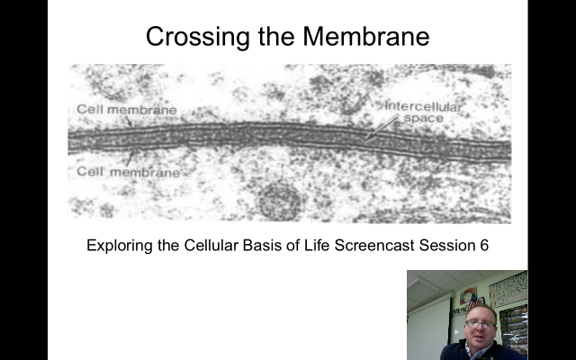 Crossing the Membrane
Cell membrane
Intercellular
space
Cell membrane
Exploring the Cellular Basis of Life Screencast Session 6